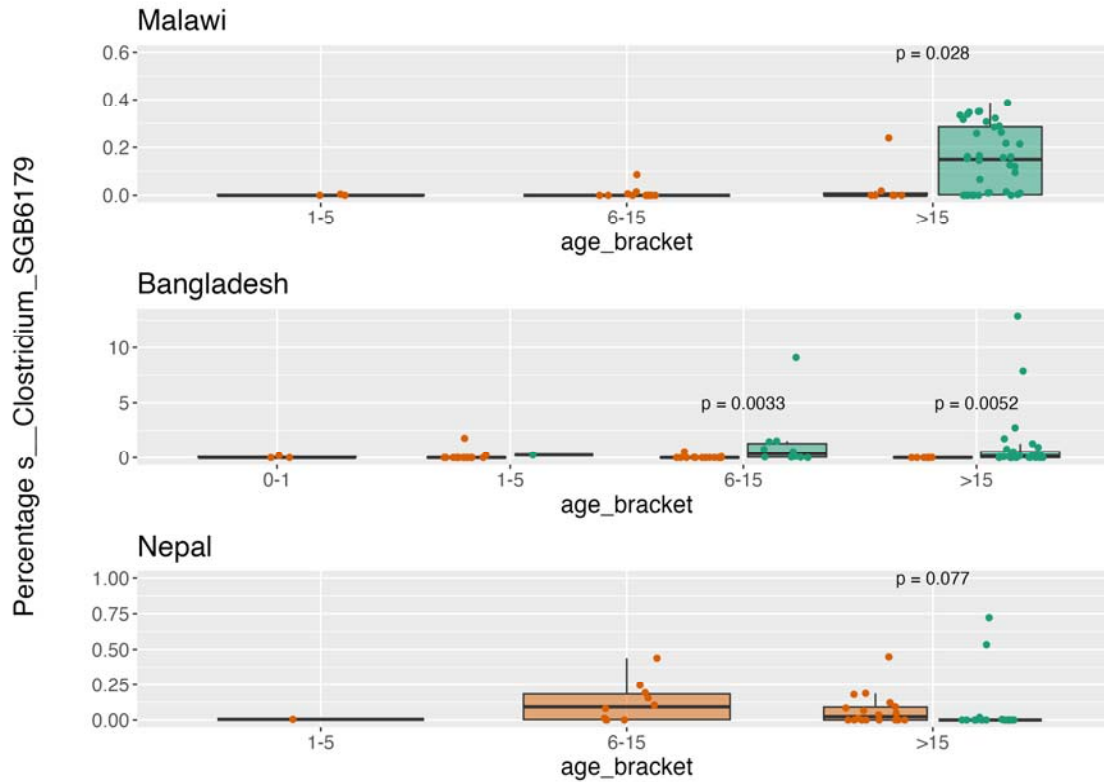 Percentage s__Clostridium_SGB6179
Malawi
0.6
0.4
0.2
0.0
p = 0.028
1-5
6-15
>15
age_bracket
Bangladesh
10
5
0
p = 0.0033
p = 0.0052
0-1
1-5
6-15
>15
age_bracket
Nepal
1.00
0.75
0.50
0.25
0.00
p = 0.077
1-5
6-15
>15
age_bracket